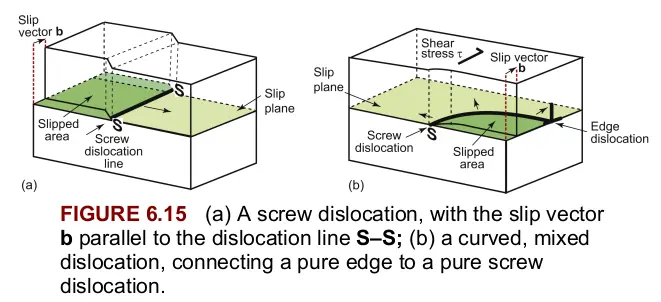 Slip
vector b
S
S
Slipped
area
Screw
dislocation
line
Slip
plane
(a)
Shear
stress τ
Slip vector
b
Slip
plane
S
Screw
dislocation
Slipped
area
Edge
dislocation
(b)
FIGURE 6.15 (a) A screw dislocation, with the slip vector
b parallel to the dislocation line S–S; (b) a curved, mixed
dislocation, connecting a pure edge to a pure screw
dislocation.